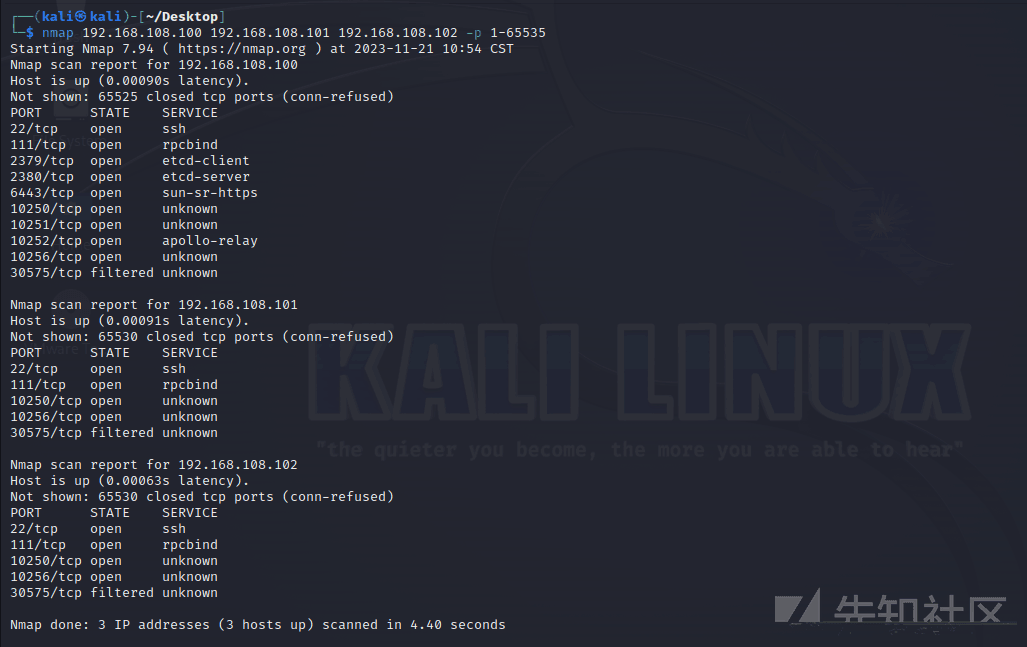 ┌──(kali㉿kali)-[~/Desktop]
└─$ nmap 192.168.108.100 192.168.108.101 192.168.108.102 -p 1-65535
Starting Nmap 7.94 ( https://nmap.org ) at 2023-11-21 10:54 CST
Nmap scan report for 192.168.108.100
Host is up (0.00090s latency).
Not shown: 65525 closed tcp ports (conn-refused)
PORT      STATE    SERVICE
22/tcp    open     ssh
111/tcp   open     rpcbind
2379/tcp  open     etcd-client
2380/tcp  open     etcd-server
6443/tcp  open     sun-sr-https
10250/tcp open     unknown
10251/tcp open     unknown
10252/tcp open     apollo-relay
10256/tcp open     unknown
30575/tcp filtered unknown

Nmap scan report for 192.168.108.101
Host is up (0.00091s latency).
Not shown: 65530 closed tcp ports (conn-refused)
PORT      STATE    SERVICE
22/tcp    open     ssh
111/tcp   open     rpcbind
10250/tcp open     unknown
10256/tcp open     unknown
30575/tcp filtered unknown
KALI LINUX
"the quieter you become, the more you are able to hear"

Nmap scan report for 192.168.108.102
Host is up (0.00063s latency).
Not shown: 65530 closed tcp ports (conn-refused)
PORT      STATE    SERVICE
22/tcp    open     ssh
111/tcp   open     rpcbind
10250/tcp open     unknown
10256/tcp open     unknown
30575/tcp filtered unknown

Nmap done: 3 IP addresses (3 hosts up) scanned in 4.40 seconds
先知社区